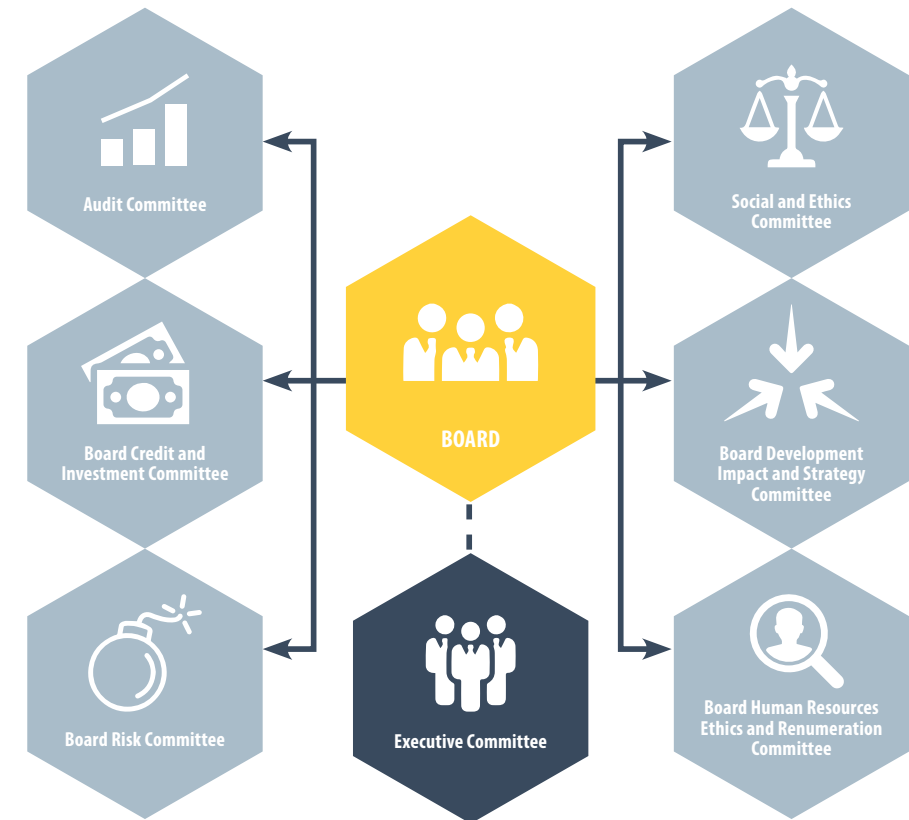 Audit Committee
Social and Ethics
Committee
BOARD
Board Credit and
Investment Committee
Board Development
Impact and Strategy
Committee
Board Risk Committee
Executive Committee
Board Human Resources
Ethics and Renumeration
Committee